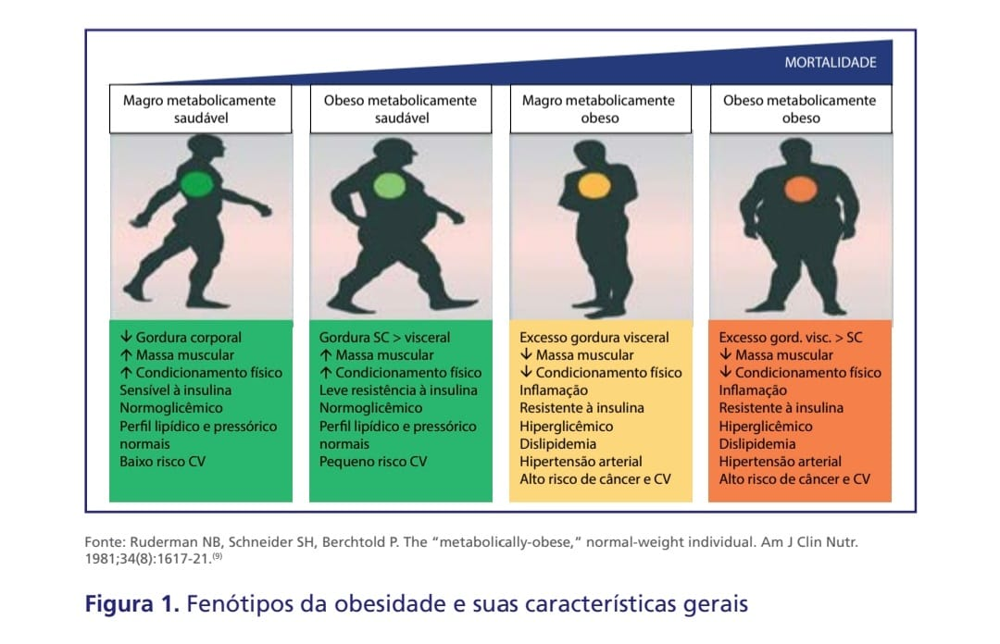 MORTALIDADE
Magro metabolicamente
saudável
Obeso metabolicamente
saudável
Magro metabolicamente
obeso
Obeso metabolicamente
obeso
↓ Gordura corporal
↑ Massa muscular
↑ Condicionamento físico
Sensível à insulina
Normoglicêmico
Perfil lipídico e pressórico
normais
Baixo risco CV
Gordura SC > visceral
↑ Massa muscular
↑ Condicionamento físico
Leve resistência à insulina
Normoglicêmico
Perfil lipídico e pressórico
normais
Pequeno risco CV
Excesso gordura visceral
↓ Massa muscular
↓ Condicionamento físico
Inflamação
Resistente à insulina
Hiperglicêmico
Dislipidemia
Hipertensão arterial
Alto risco de câncer e CV
Excesso gord. visc. > SC
↓ Massa muscular
↓ Condicionamento físico
Inflamação
Resistente à insulina
Hiperglicêmico
Dislipidemia
Hipertensão arterial
Alto risco de câncer e CV
Fonte: Ruderman NB, Schneider SH, Berchtold P. The “metabolically-obese,” normal-weight individual. Am J Clin Nutr.
1981;34(8):1617-21.(9)
Figura 1. Fenótipos da obesidade e suas características gerais